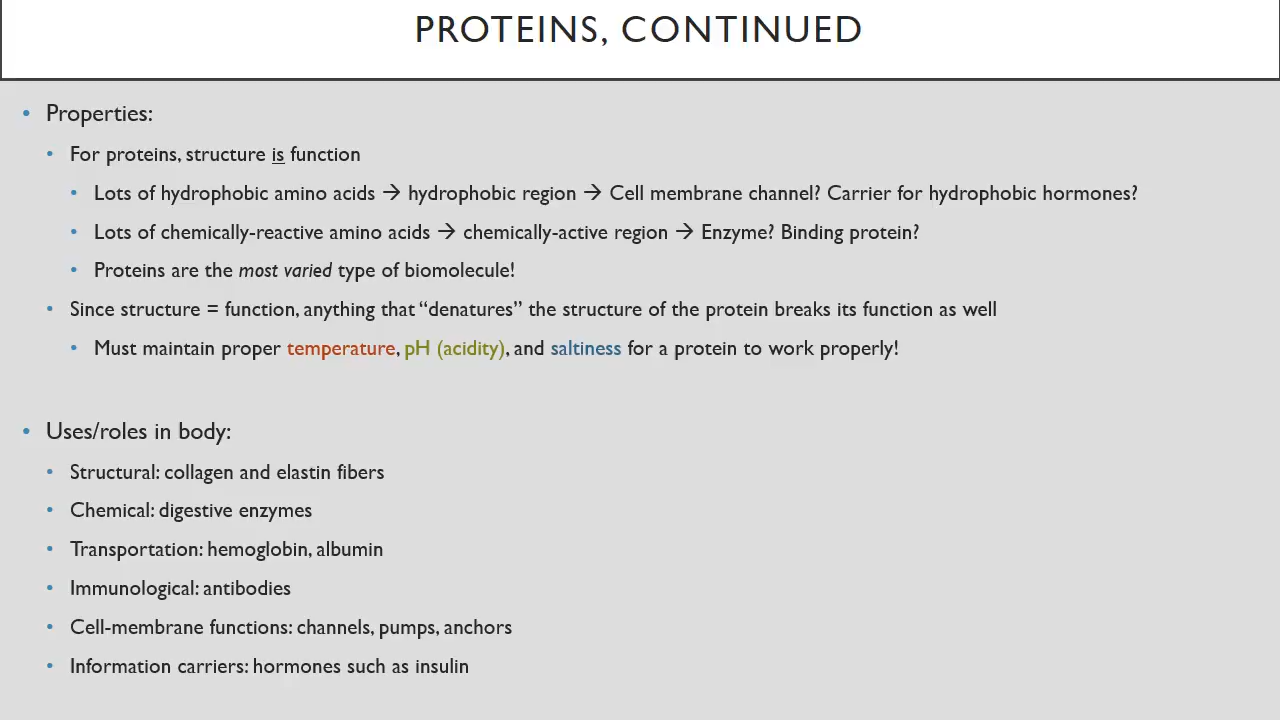 PROTEINS, CONTINUED
• Properties:
• For proteins, structure is function
• Lots of hydrophobic amino acids → hydrophobic region → Cell membrane channel? Carrier for hydrophobic hormones?
• Lots of chemically-reactive amino acids → chemically-active region → Enzyme? Binding protein?
• Proteins are the most varied type of biomolecule!
• Since structure = function, anything that “denatures” the structure of the protein breaks its function as well
• Must maintain proper temperature, pH (acidity), and saltiness for a protein to work properly!
• Uses/roles in body:
• Structural: collagen and elastin fibers
• Chemical: digestive enzymes
• Transportation: hemoglobin, albumin
• Immunological: antibodies
• Cell-membrane functions: channels, pumps, anchors
• Information carriers: hormones such as insulin